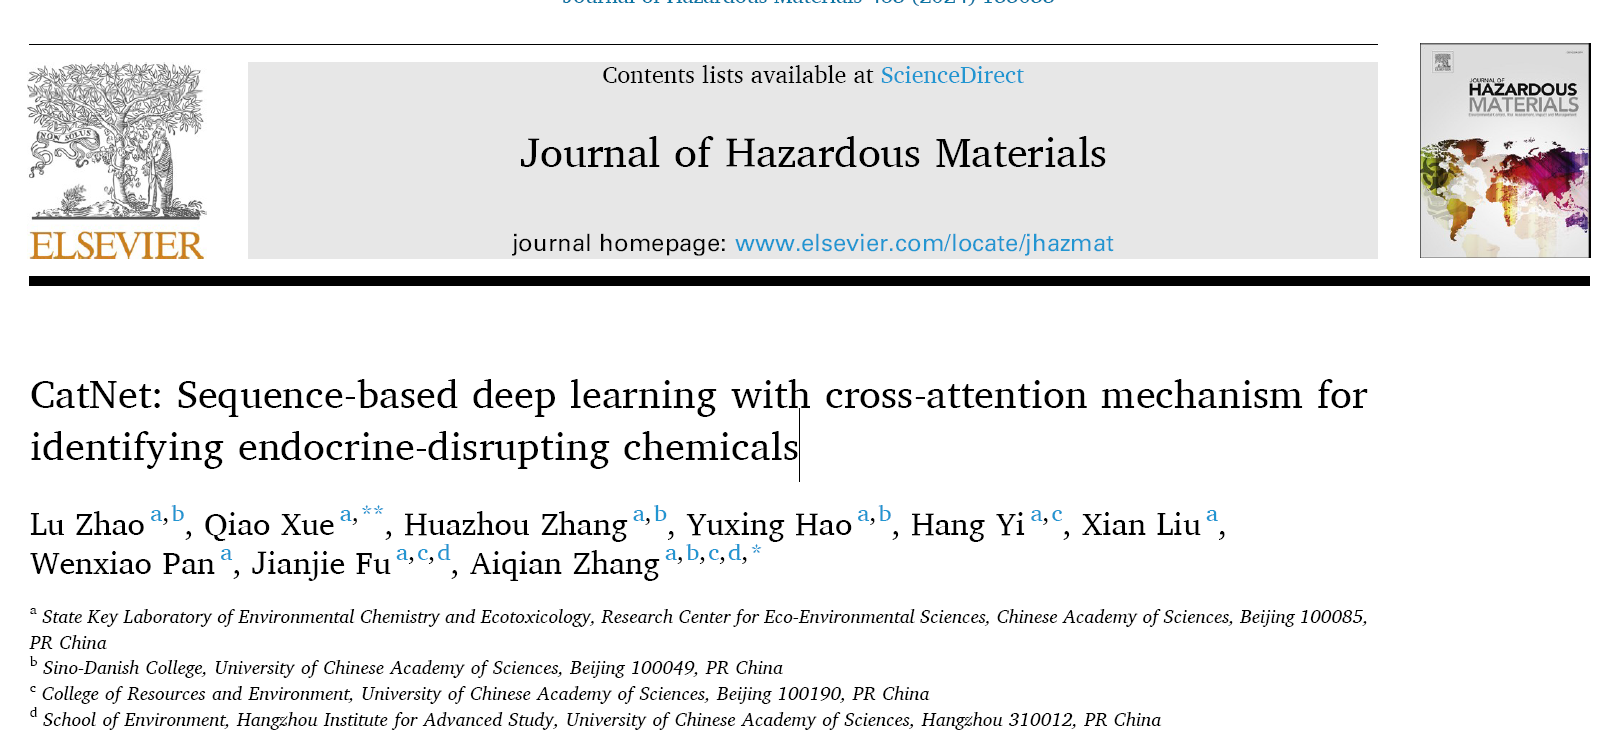 Contents lists available at ScienceDirect
JOURNAL OF
HAZARDOUS
MATERIALS
NON SOLUS
Journal of Hazardous Materials
ELSEVIER
journal homepage: www.elsevier.com/locate/jhazmat
CatNet: Sequence-based deep learning with cross-attention mechanism for
identifying endocrine-disrupting chemicals
Lu Zhao a,b, Qiao Xue a,**, Huazhou Zhang a,b, Yuxing Hao a,b, Hang Yi a,c, Xian Liu a,
Wenxiao Pan a, Jianjie Fu a,c,d, Aiqian Zhang a,b,c,d,*
a State Key Laboratory of Environmental Chemistry and Ecotoxicology, Research Center for Eco-Environmental Sciences, Chinese Academy of Sciences, Beijing 100085,
PR China
b Sino-Danish College, University of Chinese Academy of Sciences, Beijing 100049, PR China
c College of Resources and Environment, University of Chinese Academy of Sciences, Beijing 100190, PR China
d School of Environment, Hangzhou Institute for Advanced Study, University of Chinese Academy of Sciences, Hangzhou 310012, PR China